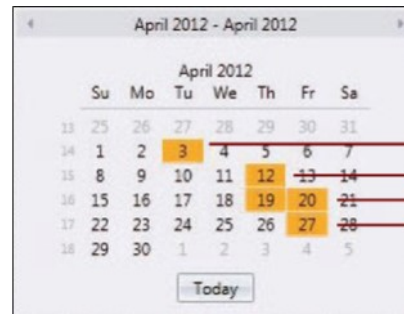 April 2012 - April 2012
April 2012
Su Mo Tu We Th Fr Sa
13 25 26 27 28 29 30 31
14 1 2 3 4 5 6 7
15 8 9 10 11 12 13 14
16 15 16 17 18 19 20 21
17 22 23 24 25 26 27 28
18 29 30 1 2 3 4 5
Today